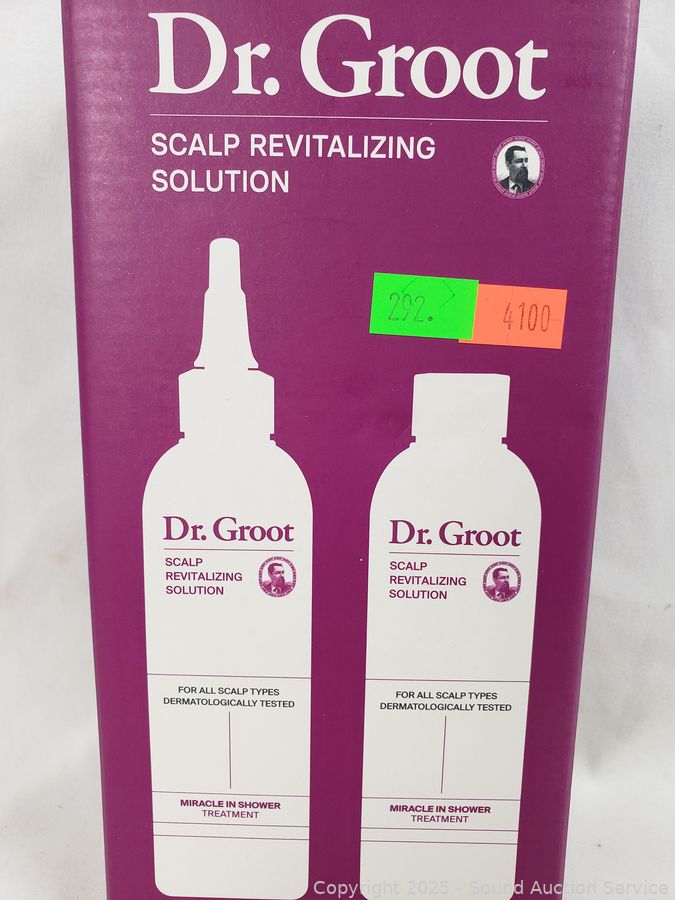 Dr. Groot
SCALP REVITALIZING
SOLUTION
292.
4100
Dr. Groot
SCALP
REVITALIZING
SOLUTION
FOR ALL SCALP TYPES
DERMATOLOGICALLY TESTED
MIRACLE IN SHOWER
TREATMENT
Dr. Groot
SCALP
REVITALIZING
SOLUTION
FOR ALL SCALP TYPES
DERMATOLOGICALLY TESTED
MIRACLE IN SHOWER
TREATMENT
Copyright 2025 - Sound Auction Service